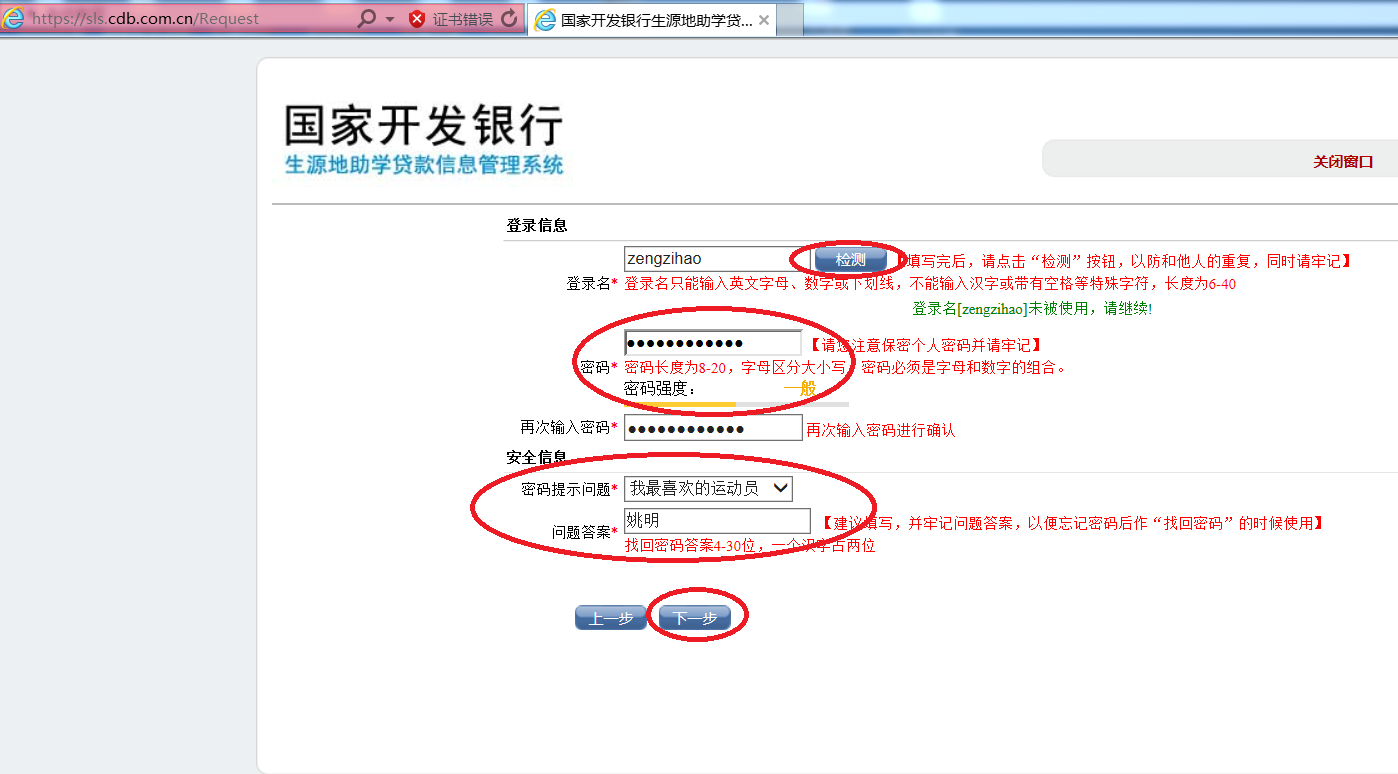 https://sls.cdb.com.cn/Request 证书错误 国家开发银行生源地助学贷...
国家开发银行
生源地助学贷款信息管理系统
关闭窗口
登录信息
zengzihao 检测 【填写完后，请点击“检测”按钮，以防和他人的重复，同时请牢记】
登录名* 登录名只能输入英文字母、数字或下划线，不能输入汉字或带有空格等特殊字符，长度为6-40
登录名[zengzihao]未被使用，请继续!
●●●●●●●●●●●● 【请您注意保密个人密码并请牢记】
密码* 密码长度为8-20，字母区分大小写，密码必须是字母和数字的组合。
密码强度： 一般
再次输入密码* ●●●●●●●●●●●● 再次输入密码进行确认
安全信息
密码提示问题* 我最喜欢的运动员
问题答案* 姚明 【建议填写，并牢记问题答案，以便忘记密码后作“找回密码”的时候使用】
找回密码答案4-30位，一个汉字占两位
上一步 下一步